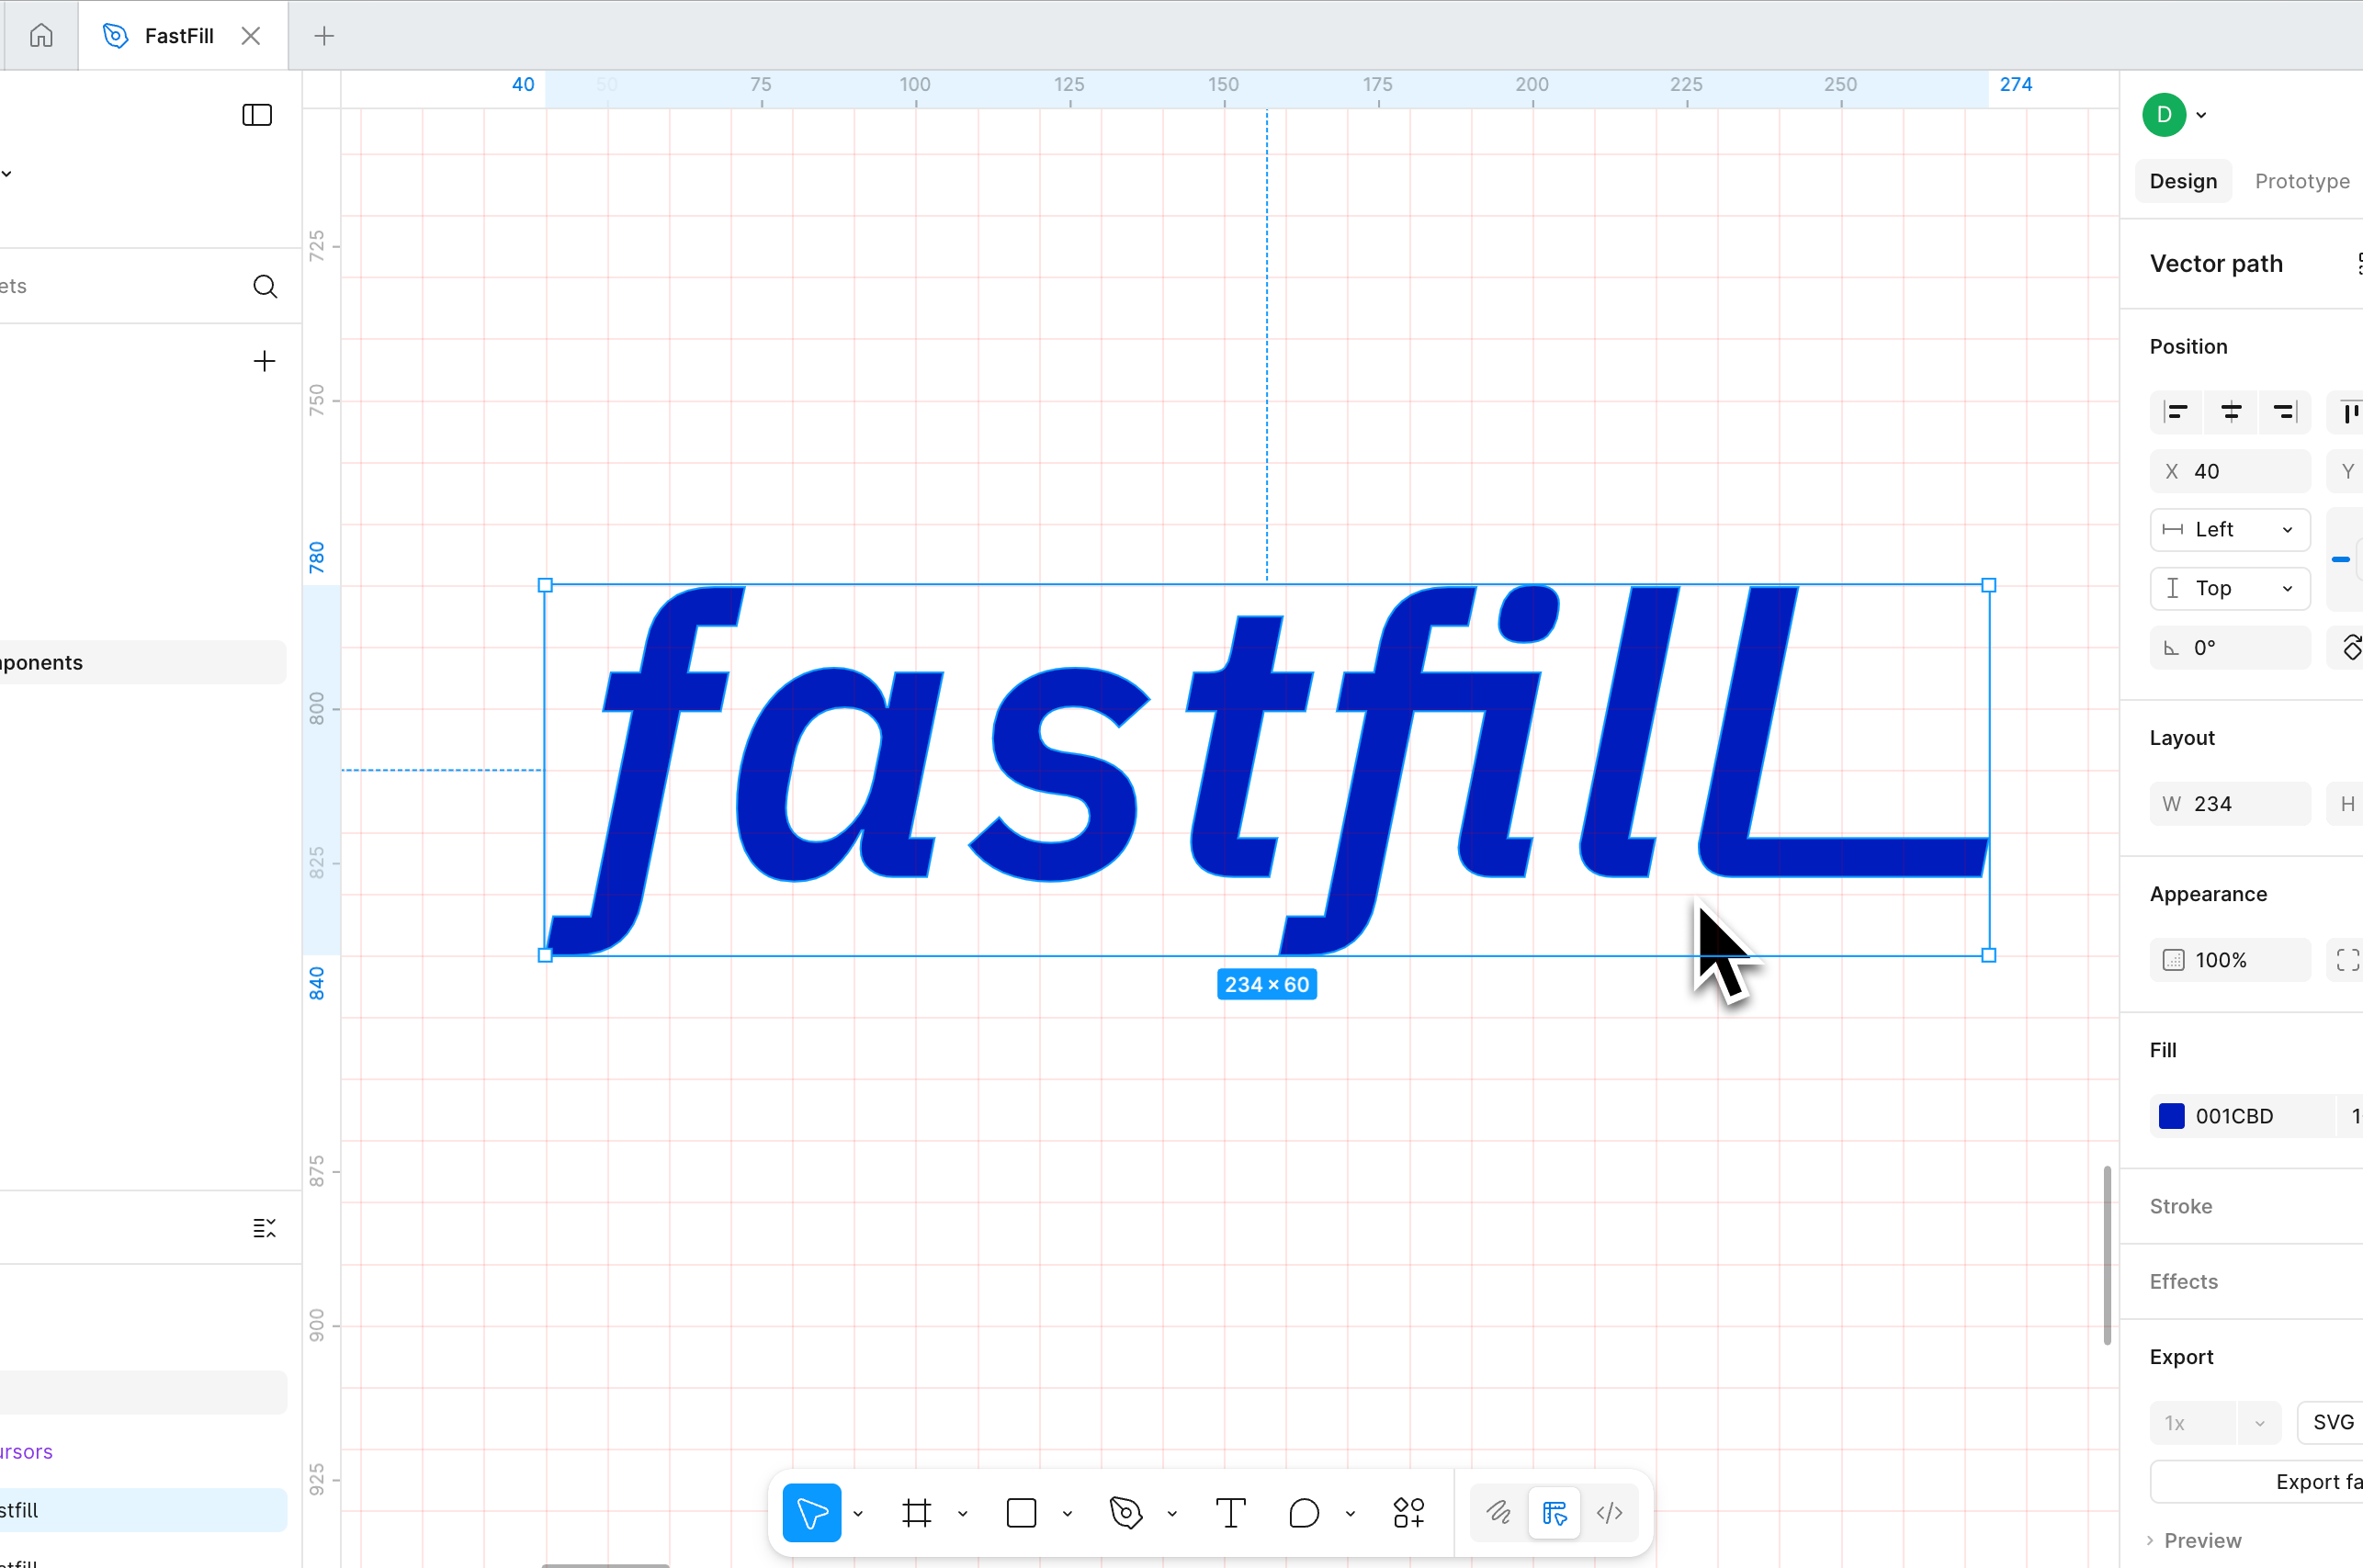 FastFill
40 50 75 100 125 150 175 200 225 250 274
D
Design Prototype
ets
Vector path
725
Position
750
X 40 Y
Left
780
Top
0°
ponents
800
Layout
W 234 H
825
fastfill
Appearance
100%
840
234 × 60
Fill
001CBD 1
875
Stroke
Effects
900
Export
1x SVG
ursors
925
Export fa
stfill
Preview
stfill